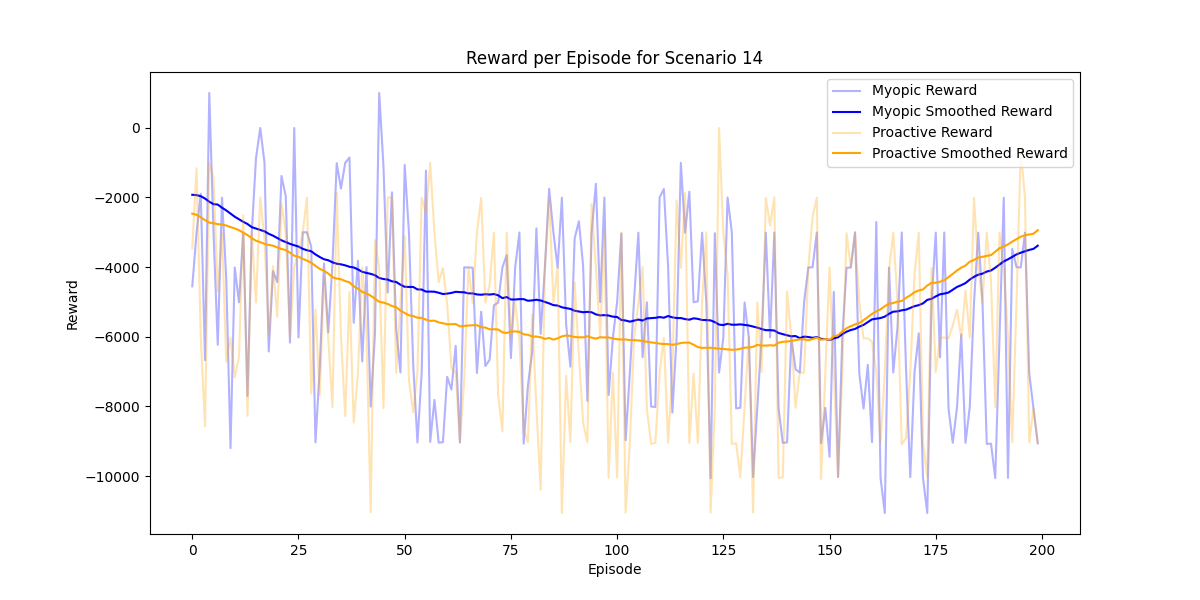 Reward per Episode for Scenario 14
Myopic Reward
Myopic Smoothed Reward
Proactive Reward
Proactive Smoothed Reward
Reward
0
−2000
−4000
−6000
−8000
−10000
0 25 50 75 100 125 150 175 200
Episode